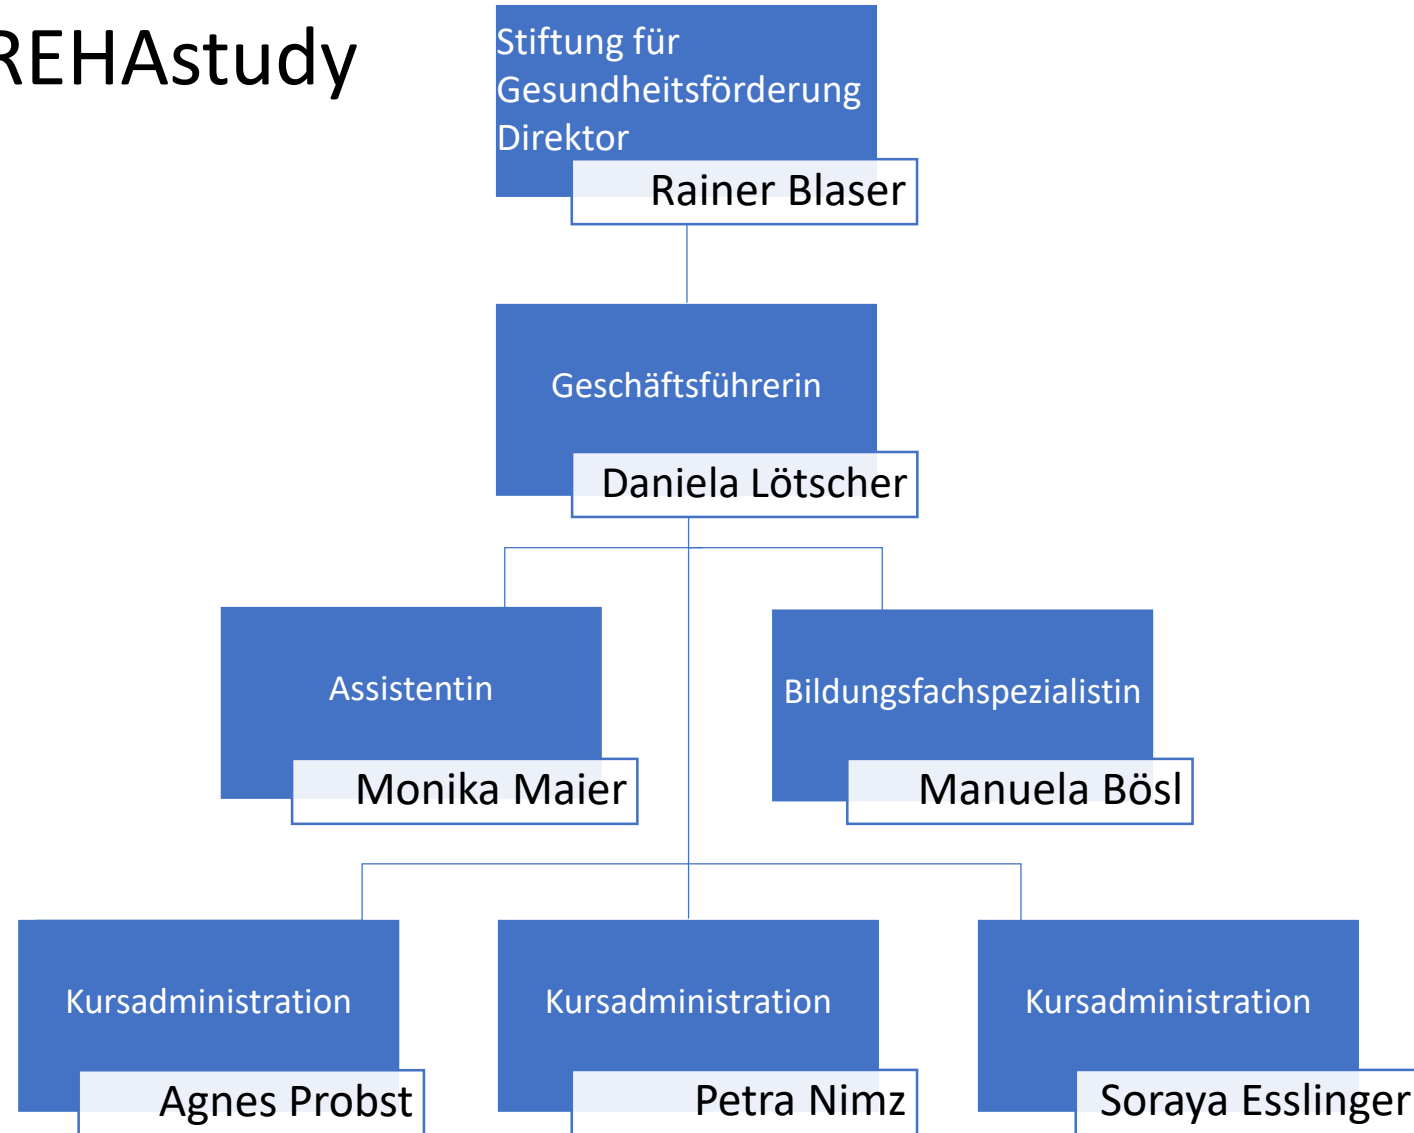 REHAstudy
Stiftung für
Gesundheitsförderung
Direktor
Rainer Blaser
Geschäftsführerin
Daniela Lötscher
Assistentin
Monika Maier
Bildungsfachspezialistin
Manuela Bösl
Kursadministration
Agnes Probst
Kursadministration
Petra Nimz
Kursadministration
Soraya Esslinger